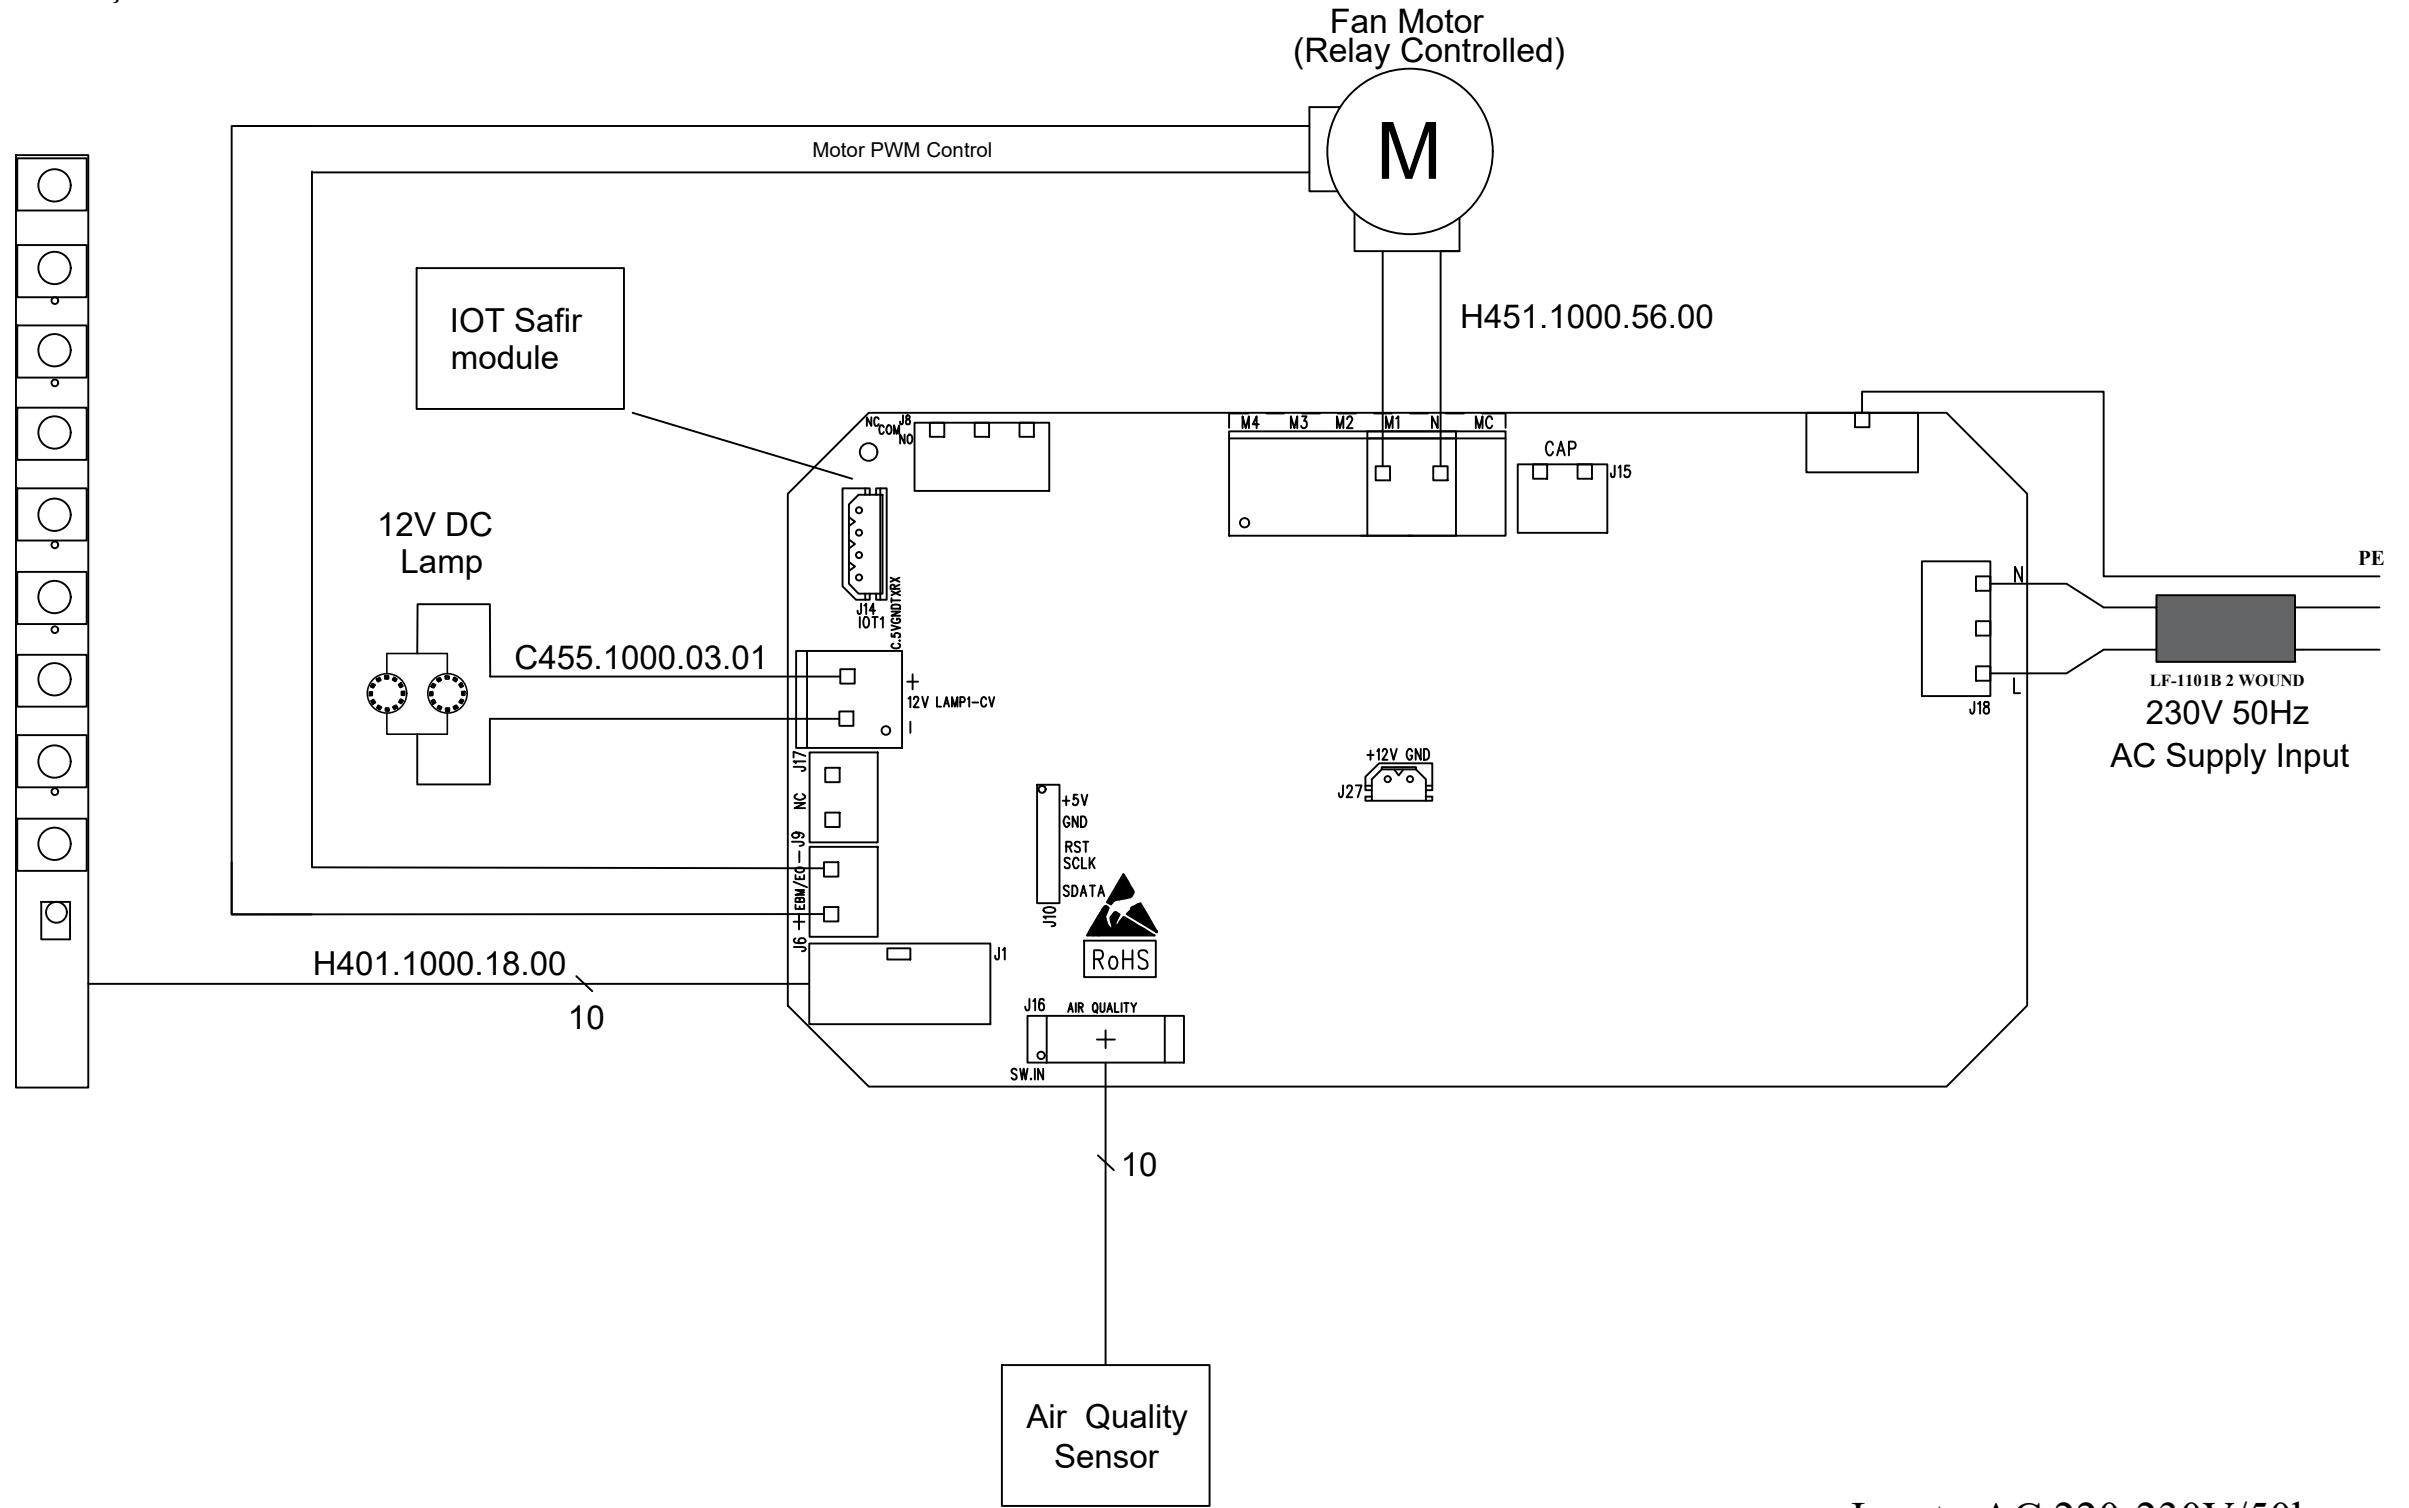 Fan Motor
(Relay Controlled)
M
Motor PWM Control
H451.1000.56.00
IOT Safir
module
NC
COM
NO
J8
M4 M3 M2 M1 N MC
CAP
J15
12V DC
Lamp
J14
IOT1
C.5VGNDTXRX
PE
N
L
J18
LF-1101B 2 WOUND
230V 50Hz
AC Supply Input
C455.1000.03.01
+
12V LAMP1-CV
-
J17
NC
J9
+12V GND
J27
+5V
GND
RST
SCLK
SDATA
J10
J6 + EBM/EC -
RoHS
H401.1000.18.00
10
J1
J16 AIR QUALITY
+
SW.IN
10
Air Quality
Sensor